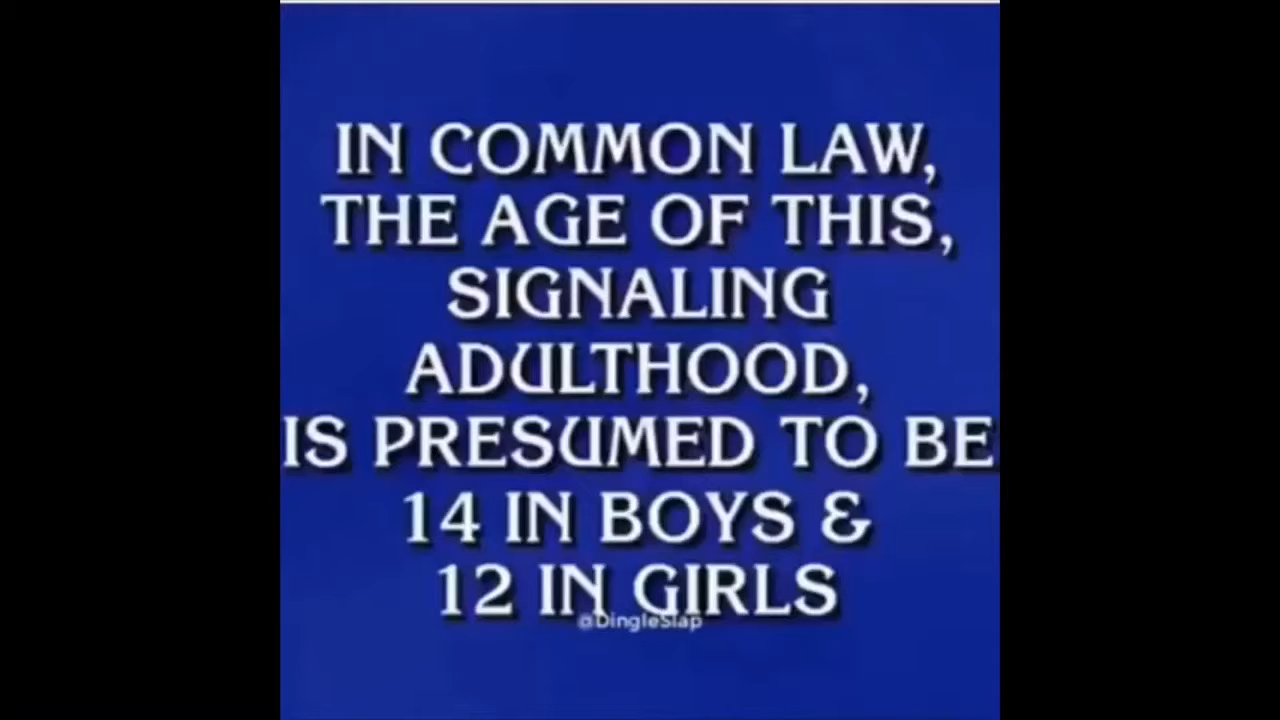 IN COMMON LAW,
THE AGE OF THIS,
SIGNALING
ADULTHOOD,
IS PRESUMED TO BE
14 IN BOYS &
12 IN GIRLS
@DingleSlap